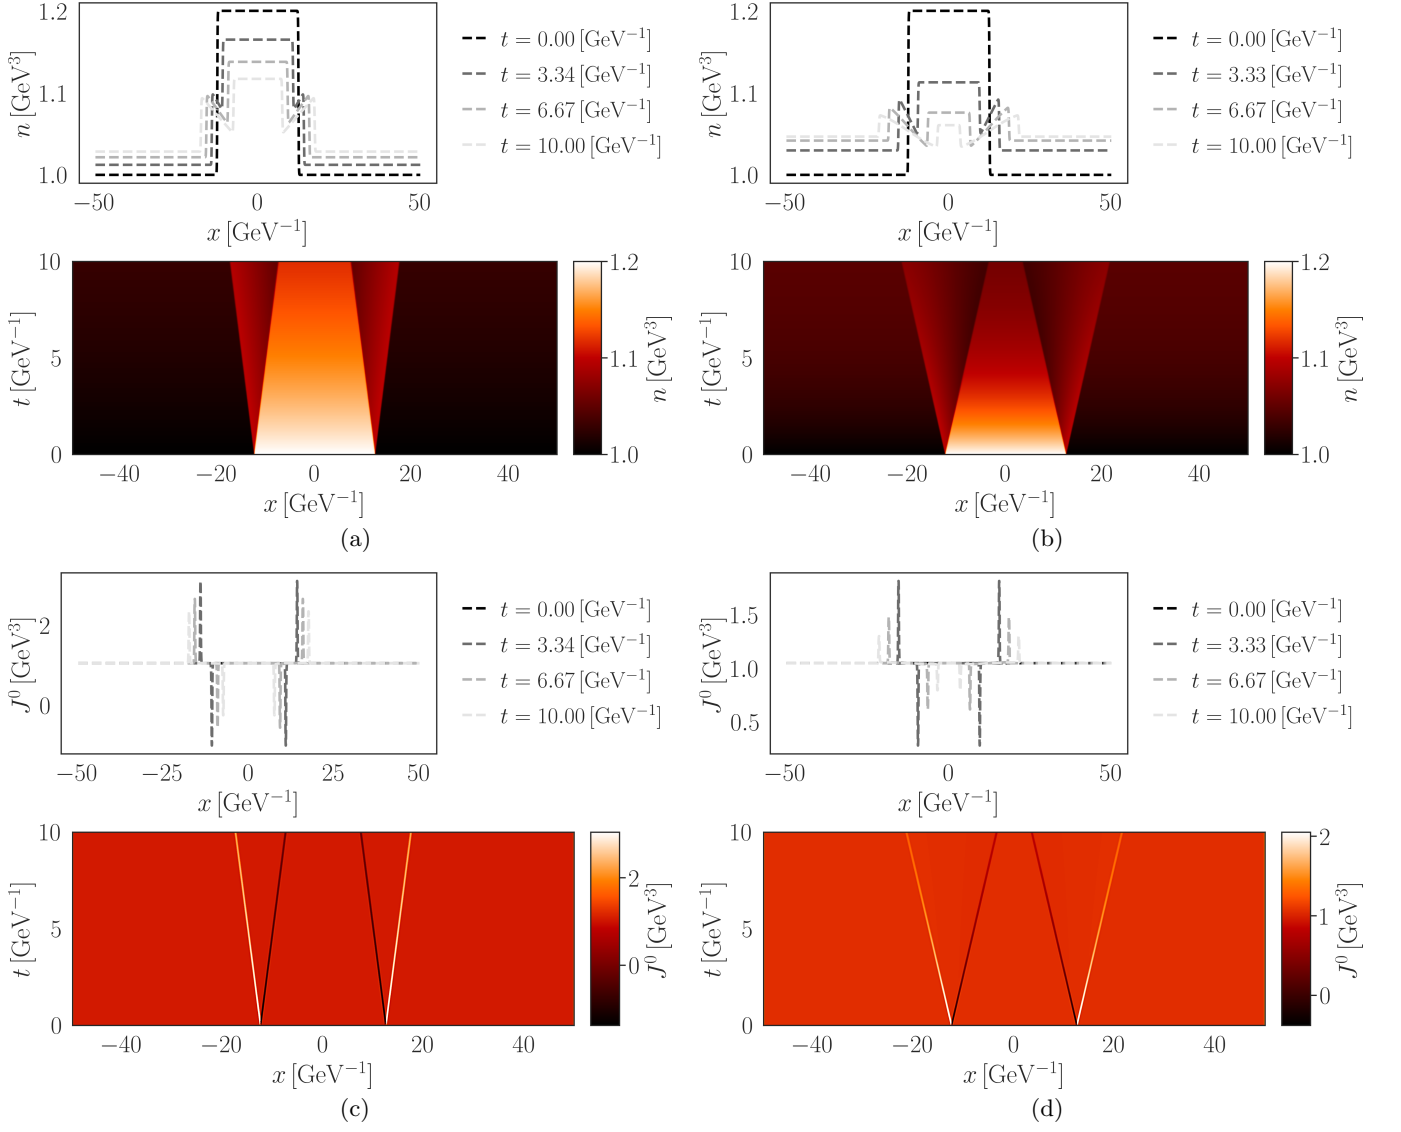 1.2
1.1
1.0
n [GeV³]
−50 0 50
x [GeV⁻¹]
t = 0.00 [GeV⁻¹]
t = 3.34 [GeV⁻¹]
t = 6.67 [GeV⁻¹]
t = 10.00 [GeV⁻¹]
10
5
0
t [GeV⁻¹]
−40 −20 0 20 40
x [GeV⁻¹]
1.2
1.1
1.0
n [GeV³]
(a)
1.2
1.1
1.0
n [GeV³]
−50 0 50
x [GeV⁻¹]
t = 0.00 [GeV⁻¹]
t = 3.33 [GeV⁻¹]
t = 6.67 [GeV⁻¹]
t = 10.00 [GeV⁻¹]
10
5
0
t [GeV⁻¹]
−40 −20 0 20 40
x [GeV⁻¹]
1.2
1.1
1.0
n [GeV³]
(b)
2
0
J⁰ [GeV³]
−50 −25 0 25 50
x [GeV⁻¹]
t = 0.00 [GeV⁻¹]
t = 3.34 [GeV⁻¹]
t = 6.67 [GeV⁻¹]
t = 10.00 [GeV⁻¹]
10
5
0
t [GeV⁻¹]
−40 −20 0 20 40
x [GeV⁻¹]
2
0
J⁰ [GeV³]
(c)
1.5
1.0
0.5
J⁰ [GeV³]
−50 0 50
x [GeV⁻¹]
t = 0.00 [GeV⁻¹]
t = 3.33 [GeV⁻¹]
t = 6.67 [GeV⁻¹]
t = 10.00 [GeV⁻¹]
10
5
0
t [GeV⁻¹]
−40 −20 0 20 40
x [GeV⁻¹]
2
1
0
J⁰ [GeV³]
(d)